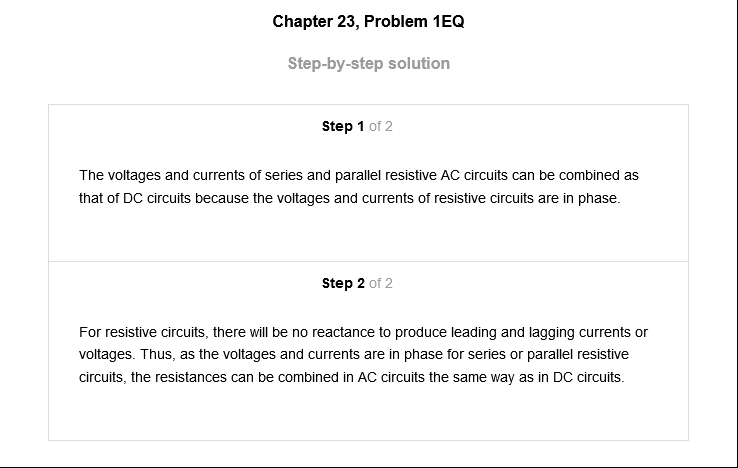 Chapter 23, Problem 1EQ
Step-by-step solution
Step 1 of 2
The voltages and currents of series and parallel resistive AC circuits can be combined as
that of DC circuits because the voltages and currents of resistive circuits are in phase.
Step 2 of 2
For resistive circuits, there will be no reactance to produce leading and lagging currents or
voltages. Thus, as the voltages and currents are in phase for series or parallel resistive
circuits, the resistances can be combined in AC circuits the same way as in DC circuits.